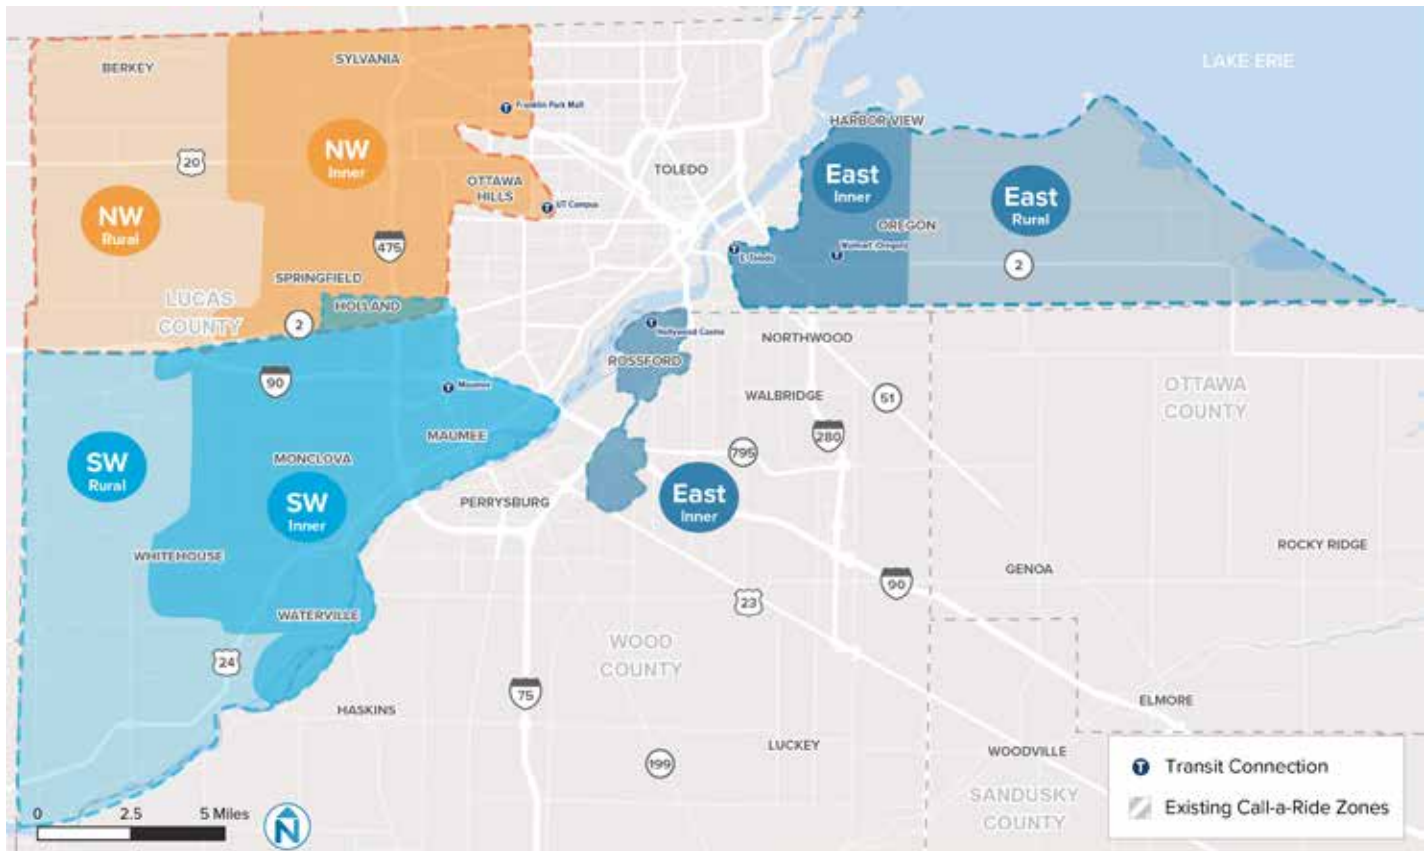 LAKE ERIE
BERKEY
SYLVANIA
Franklin Park Mall
HARBOR VIEW
NW
Inner
20
TOLEDO
East
Inner
OTTAWA
HILLS
East
Rural
UT Campus
NW
Rural
OREGON
475
E. Toledo
Walmart Oregon
2
SPRINGFIELD
LUCAS
COUNTY
HOLLAND
2
Hollywood Casino
NORTHWOOD
ROSSFORD
90
Maumee
OTTAWA
COUNTY
WALBRIDGE
51
MAUMEE
280
795
SW
Rural
MONCLOVA
SW
Inner
PERRYSBURG
East
Inner
WHITEHOUSE
ROCKY RIDGE
GENOA
90
23
WATERVILLE
WOOD
COUNTY
24
75
HASKINS
ELMORE
LUCKEY
WOODVILLE
199
SANDUSKY
COUNTY
Transit Connection
Existing Call-a-Ride Zones
0 2.5 5 Miles
N